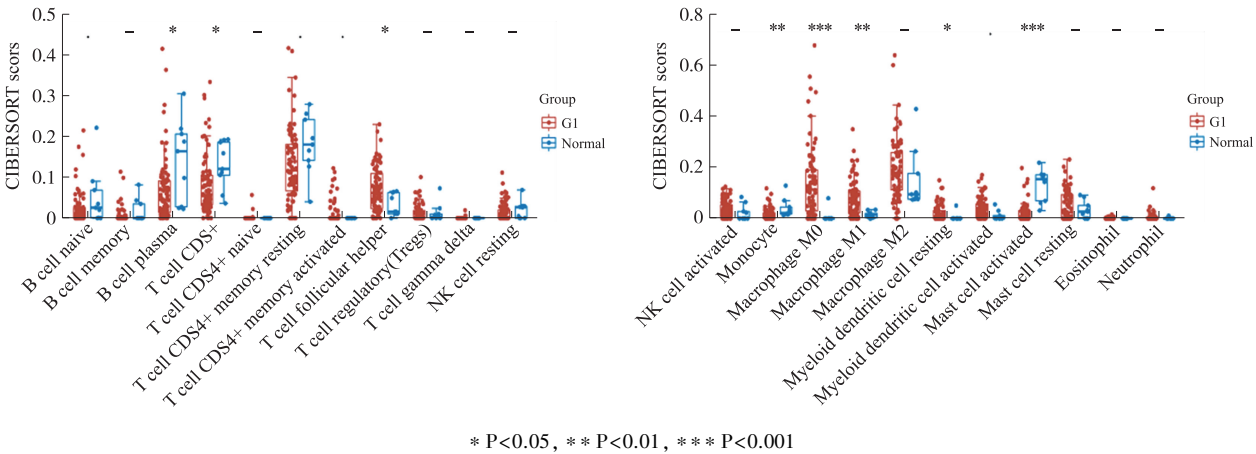 CIBERSORT scors
0.5
0.4
0.3
0.2
0.1
0
* * – * * – – –
Group
G1
Normal
B cell naive
B cell memory
B cell plasma
T cell CDS+
T cell CDS4+ naive
T cell CDS4+ memory resting
T cell CDS4+ memory activated
T cell follicular helper
T cell regulatory(Tregs)
T cell gamma delta
NK cell resting
CIBERSORT scors
0.8
0.6
0.4
0.2
0
– ** *** ** – * *** – – –
Group
G1
Normal
NK cell activated
Monocyte
Macrophage M0
Macrophage M1
Macrophage M2
Myeloid dendritic cell resting
Myeloid dendritic cell activated
Mast cell activated
Mast cell resting
Eosinophil
Neutrophil
* P<0.05, ** P<0.01, *** P<0.001